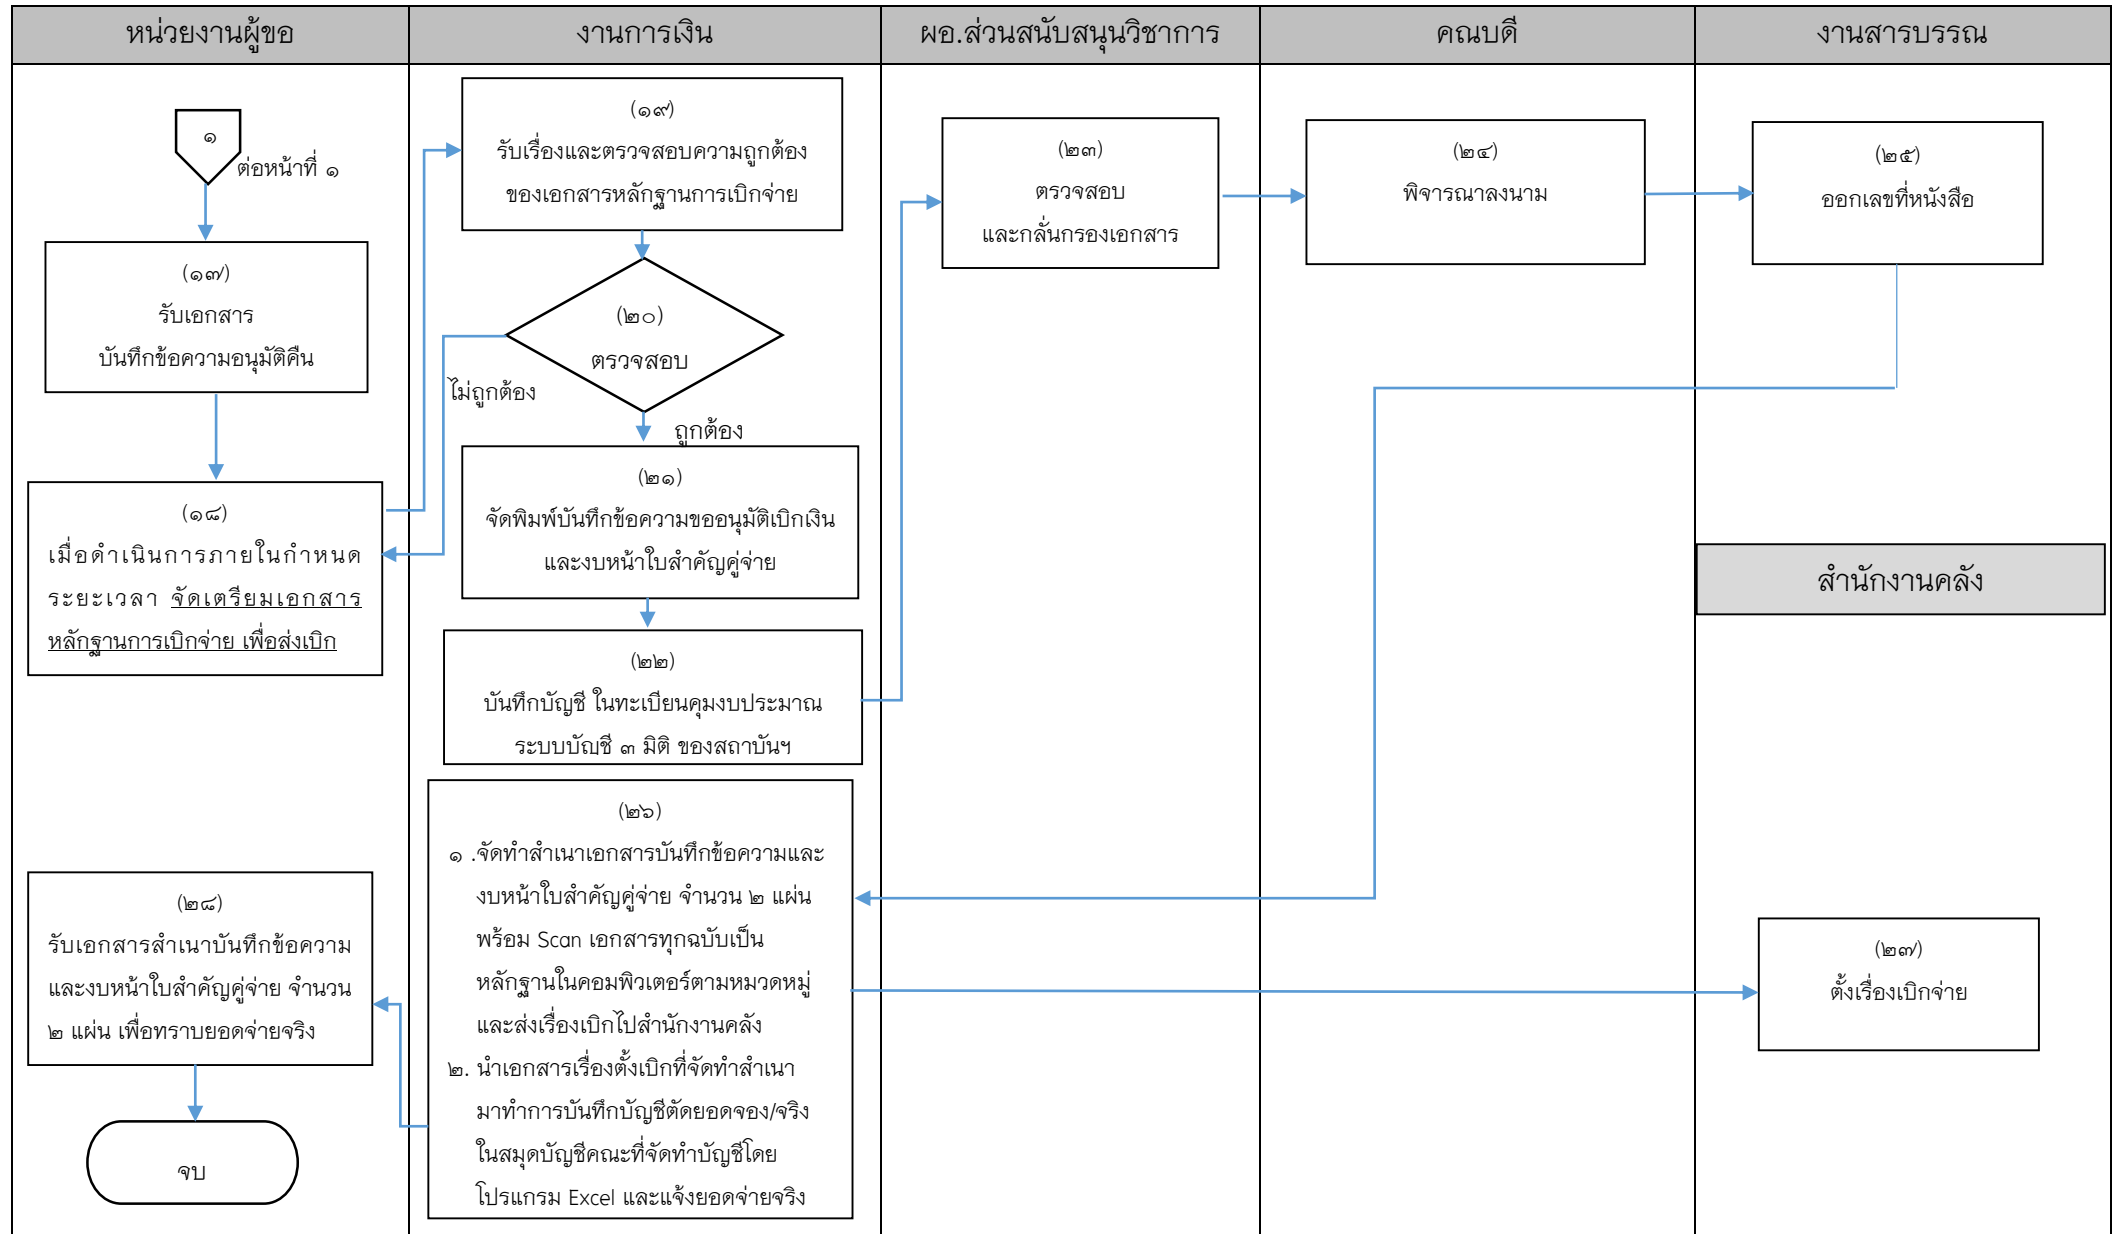 หน่วยงานผู้ขอ
งานการเงิน
ผอ.ส่วนสนับสนุนวิชาการ
คณบดี
งานสารบรรณ
๑
ต่อหน้าที่ ๑
(๑๗)
รับเอกสาร
บันทึกข้อความอนุมัติคืน
(๑๘)
เมื่อดำเนินการภายในกำหนด
ระยะเวลา จัดเตรียมเอกสาร
หลักฐานการเบิกจ่าย เพื่อส่งเบิก
(๑๙)
รับเรื่องและตรวจสอบความถูกต้อง
ของเอกสารหลักฐานการเบิกจ่าย
(๒๐)
ตรวจสอบ
ไม่ถูกต้อง
ถูกต้อง
(๒๑)
จัดพิมพ์บันทึกข้อความขออนุมัติเบิกเงิน
และงบหน้าใบสำคัญคู่จ่าย
(๒๒)
บันทึกบัญชี ในทะเบียนคุมงบประมาณ
ระบบบัญชี ๓ มิติ ของสถาบันฯ
(๒๓)
ตรวจสอบ
และกลั่นกรองเอกสาร
(๒๔)
พิจารณาลงนาม
(๒๕)
ออกเลขที่หนังสือ
สำนักงานคลัง
(๒๖)
๑ .จัดทำสำเนาเอกสารบันทึกข้อความและ
งบหน้าใบสำคัญคู่จ่าย จำนวน ๒ แผ่น
พร้อม Scan เอกสารทุกฉบับเป็น
หลักฐานในคอมพิวเตอร์ตามหมวดหมู่
และส่งเรื่องเบิกไปสำนักงานคลัง
๒. นำเอกสารเรื่องตั้งเบิกที่จัดทำสำเนา
มาทำการบันทึกบัญชีตัดยอดจอง/จริง
ในสมุดบัญชีคณะที่จัดทำบัญชีโดย
โปรแกรม Excel และแจ้งยอดจ่ายจริง
(๒๗)
ตั้งเรื่องเบิกจ่าย
(๒๘)
รับเอกสารสำเนาบันทึกข้อความ
และงบหน้าใบสำคัญคู่จ่าย จำนวน
๒ แผ่น เพื่อทราบยอดจ่ายจริง
จบ